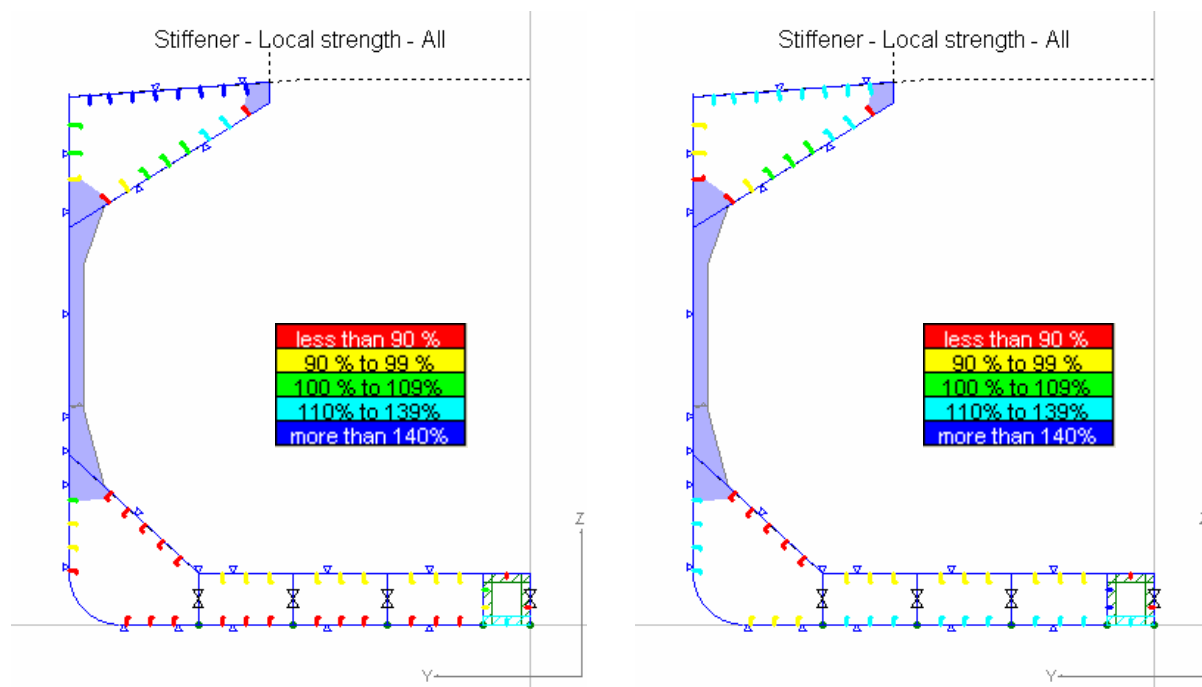 Stiffener - Local strength - All
less than 90 %
90 % to 99 %
100 % to 109%
110% to 139%
more than 140%
Z
Y
Stiffener - Local strength - All
less than 90 %
90 % to 99 %
100 % to 109%
110% to 139%
more than 140%
Z
Y